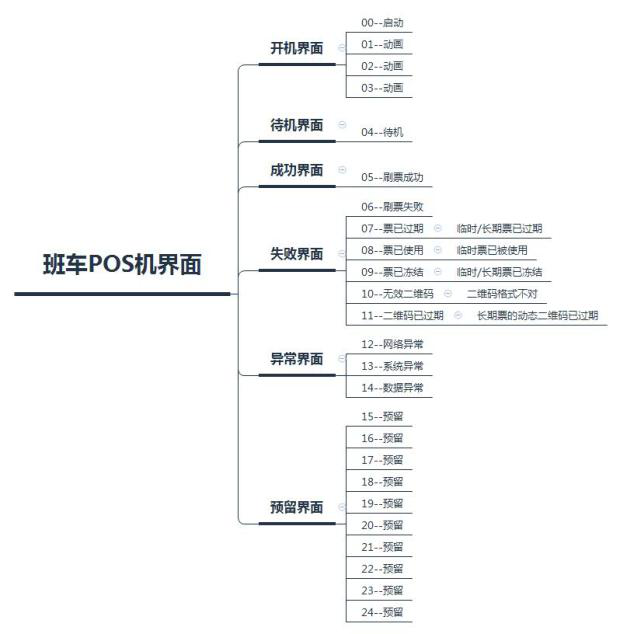 班车POS机界面
开机界面
00--启动
01--动画
02--动画
03--动画
待机界面
04--待机
成功界面
05--刷票成功
失败界面
06--刷票失败
07--票已过期
临时/长期票已过期
08--票已使用
临时票已被使用
09--票已冻结
临时/长期票已冻结
10--无效二维码
二维码格式不对
11--二维码已过期
长期票的动态二维码已过期
异常界面
12--网络异常
13--系统异常
14--数据异常
预留界面
15--预留
16--预留
17--预留
18--预留
19--预留
20--预留
21--预留
22--预留
23--预留
24--预留